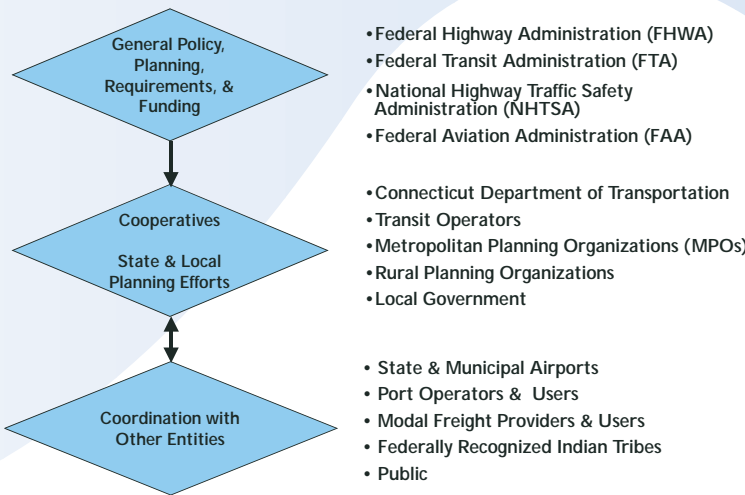 General Policy,
Planning,
Requirements, &
Funding
•Federal Highway Administration (FHWA)
•Federal Transit Administration (FTA)
•National Highway Traffic Safety
Administration (NHTSA)
•Federal Aviation Administration (FAA)
Cooperatives
State & Local
Planning Efforts
•Connecticut Department of Transportation
•Transit Operators
•Metropolitan Planning Organizations (MPOs)
•Rural Planning Organizations
•Local Government
Coordination with
Other Entities
• State & Municipal Airports
• Port Operators & Users
• Modal Freight Providers & Users
• Federally Recognized Indian Tribes
• Public